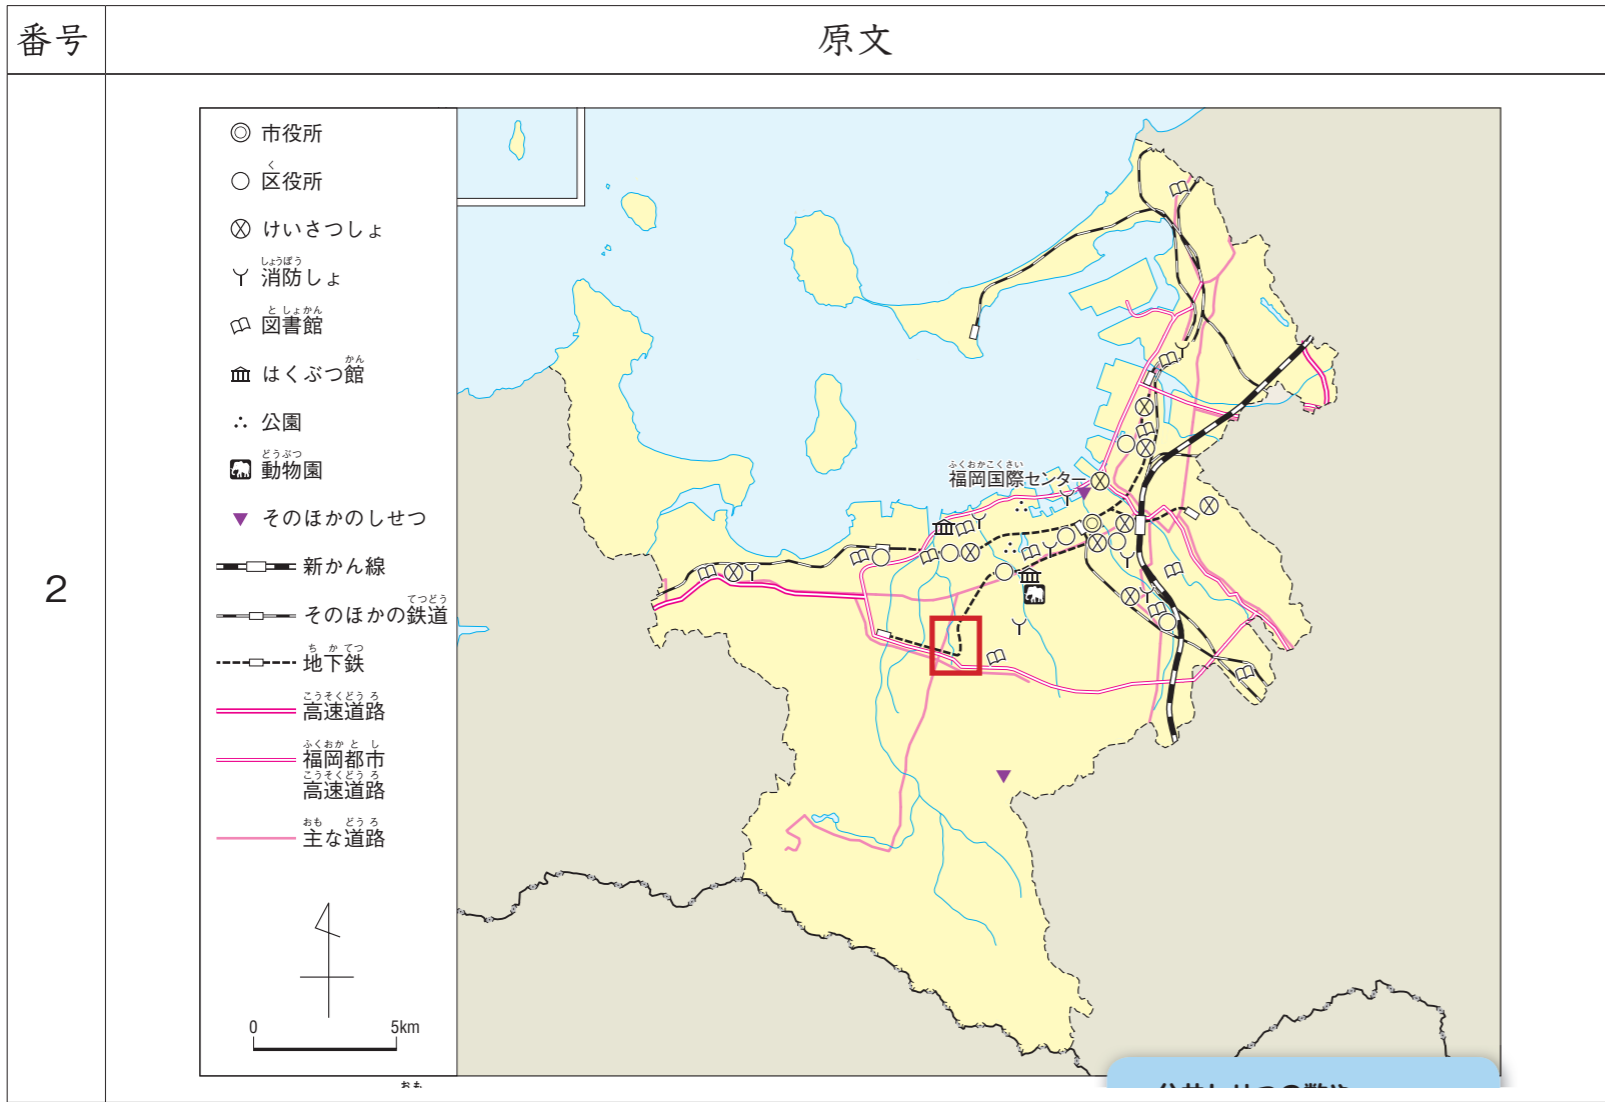 番号
原文
2
市役所
く
区役所
けいさつしょ
しょうぼう
消防しょ
としょかん
図書館
かん
はくぶつ館
公園
どうぶつ
動物園
そのほかのしせつ
新かん線
てつどう
そのほかの鉄道
ちかてつ
地下鉄
こうそくどうろ
高速道路
ふくおかとし
福岡都市
こうそくどうろ
高速道路
おも どうろ
主な道路
0 5km
ふくおかこくさい
福岡国際センター
おも